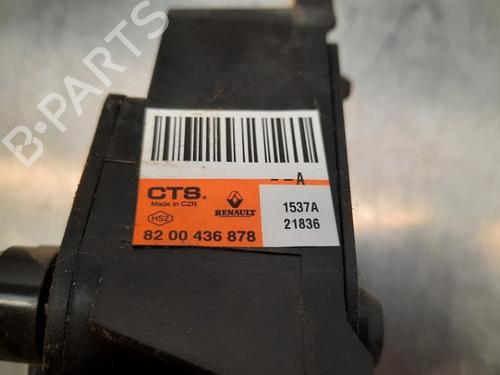 B-PARTS
- - A
CTS.
Made in CZR
HS2
RENAULT
82 00 436 878
1537A
21836